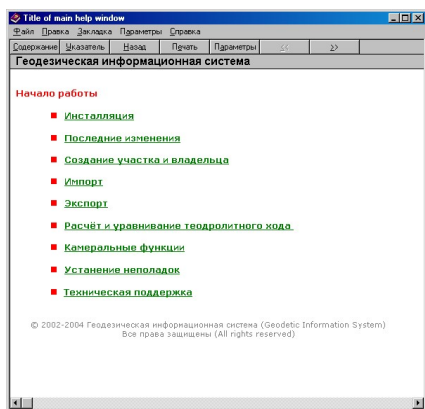 Title of main help window
Файл Правка Закладка Параметры Справка
Содержание Указатель Назад Печать Параметры << >>
Геодезическая информационная система
Начало работы
Инсталляция
Последние изменения
Создание участка и владельца
Импорт
Экспорт
Расчёт и уравнивание теодролитного хода
Камеральные функции
Устанение неполадок
Техническая поддержка
© 2002-2004 Геодезическая информационная система (Geodetic Information System)
Все права защищены (All rights reserved)